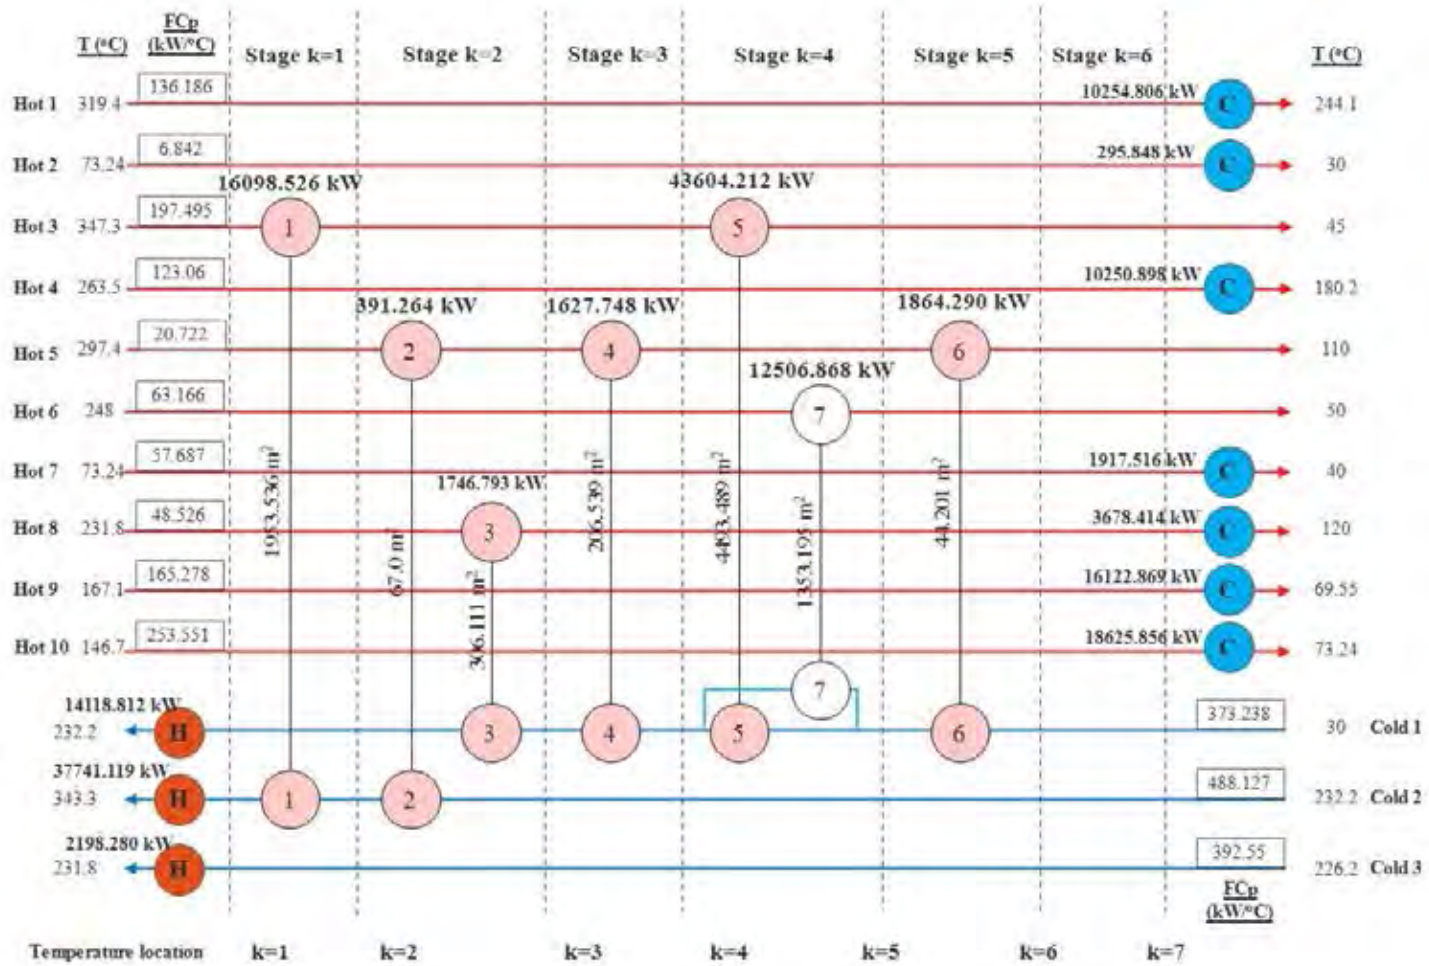 FCp
T (°C) (kW/°C) Stage k=1 Stage k=2 Stage k=3 Stage k=4 Stage k=5 Stage k=6 T (°C)
Hot 1 319.4 136.186 10254.806 kW C 244.1
Hot 2 73.24 6.842 295.848 kW C 30
16098.526 kW 43604.212 kW
Hot 3 347.3 197.495 1 5 45
Hot 4 263.5 123.06 10250.898 kW C 180.2
391.264 kW 1627.748 kW 1864.290 kW
Hot 5 297.4 20.722 2 4 6 110
12506.868 kW
Hot 6 248 63.166 7 50
Hot 7 73.24 57.687 1917.516 kW C 40
1746.793 kW
Hot 8 231.8 48.526 3 3678.414 kW C 120
1953.536 m²
67.0 m²
306.111 m²
206.539 m²
4493.489 m²
1353.195 m²
44.201 m²
Hot 9 167.1 165.278 16122.869 kW C 69.55
Hot 10 146.7 253.551 18625.856 kW C 73.24
7
14118.812 kW
232.2 H 3 4 5 6 373.238 30 Cold 1
37741.119 kW
343.3 H 1 2 488.127 232.2 Cold 2
2198.280 kW
231.8 H 392.55 226.2 Cold 3
FCp
(kW/°C)
Temperature location k=1 k=2 k=3 k=4 k=5 k=6 k=7